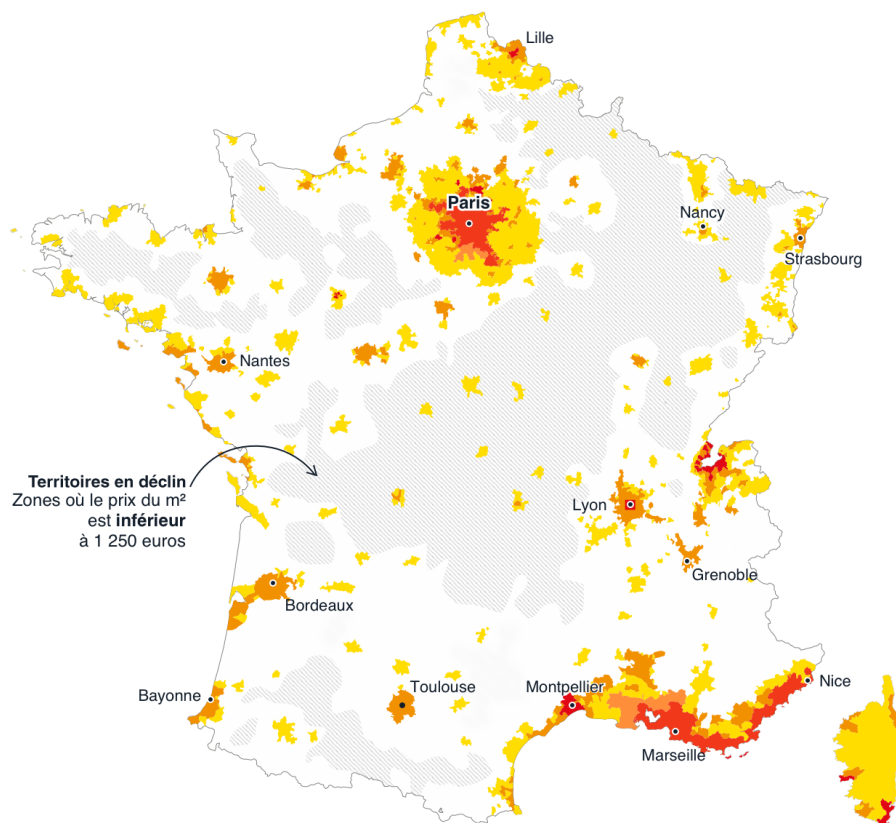 Lille
Paris
Nancy
Strasbourg
Nantes
Territoires en déclin
Zones où le prix du m²
est inférieur
à 1 250 euros
Lyon
Grenoble
Bordeaux
Bayonne
Toulouse
Montpellier
Nice
Marseille